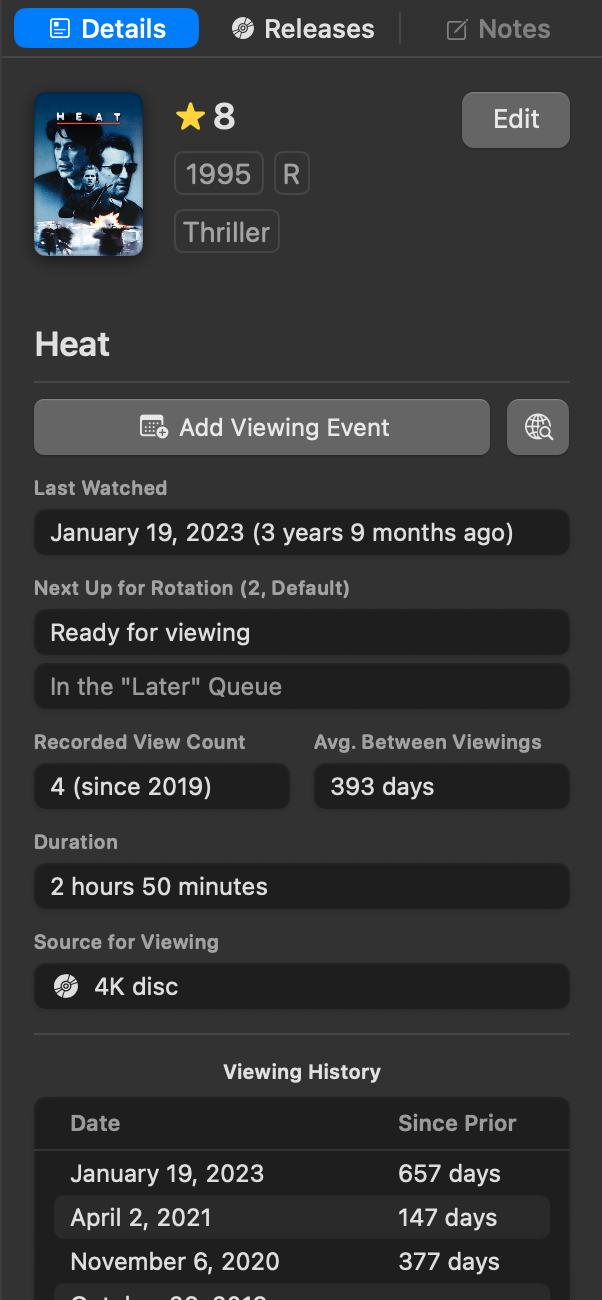 Details
Releases
Notes
HEAT
8
Edit
1995
R
Thriller
Heat
Add Viewing Event
Last Watched
January 19, 2023 (3 years 9 months ago)
Next Up for Rotation (2, Default)
Ready for viewing
In the "Later" Queue
Recorded View Count
Avg. Between Viewings
4 (since 2019)
393 days
Duration
2 hours 50 minutes
Source for Viewing
4K disc
Viewing History
Date
Since Prior
January 19, 2023
657 days
April 2, 2021
147 days
November 6, 2020
377 days